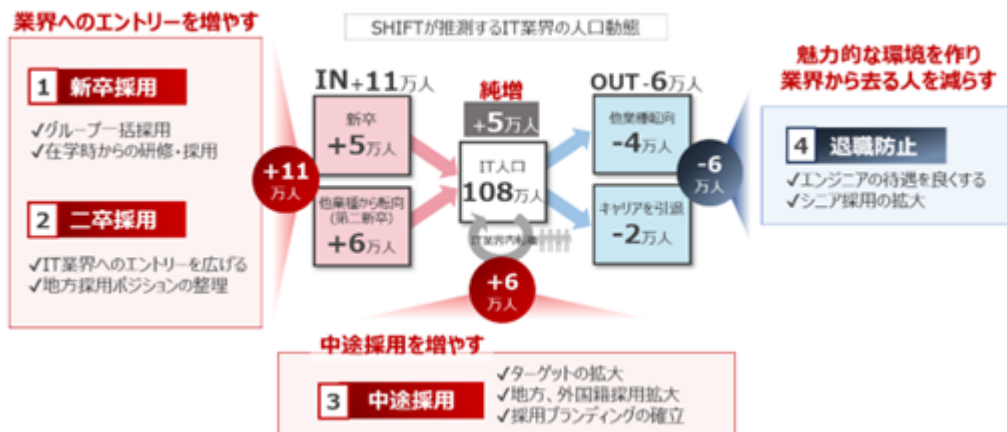 業界へのエントリーを増やす
1 新卒採用
✓グループ一括採用
✓在学時からの研修・採用
2 二卒採用
✓IT業界へのエントリーを広げる
✓地方採用ポジションの整理
+11
万人
SHIFTが推測するIT業界の人口動態
IN+11万人
新卒
+5万人
他業種から転向
(第二新卒)
+6万人
純増
+5万人
IT人口
108万人
IT業界内転職
+6
万人
OUT-6万人
他業種転向
-4万人
キャリアを引退
-2万人
-6
万人
魅力的な環境を作り
業界から去る人を減らす
4 退職防止
✓エンジニアの待遇を良くする
✓シニア採用の拡大
中途採用を増やす
3 中途採用
✓ターゲットの拡大
✓地方、外国籍採用拡大
✓採用ブランディングの確立